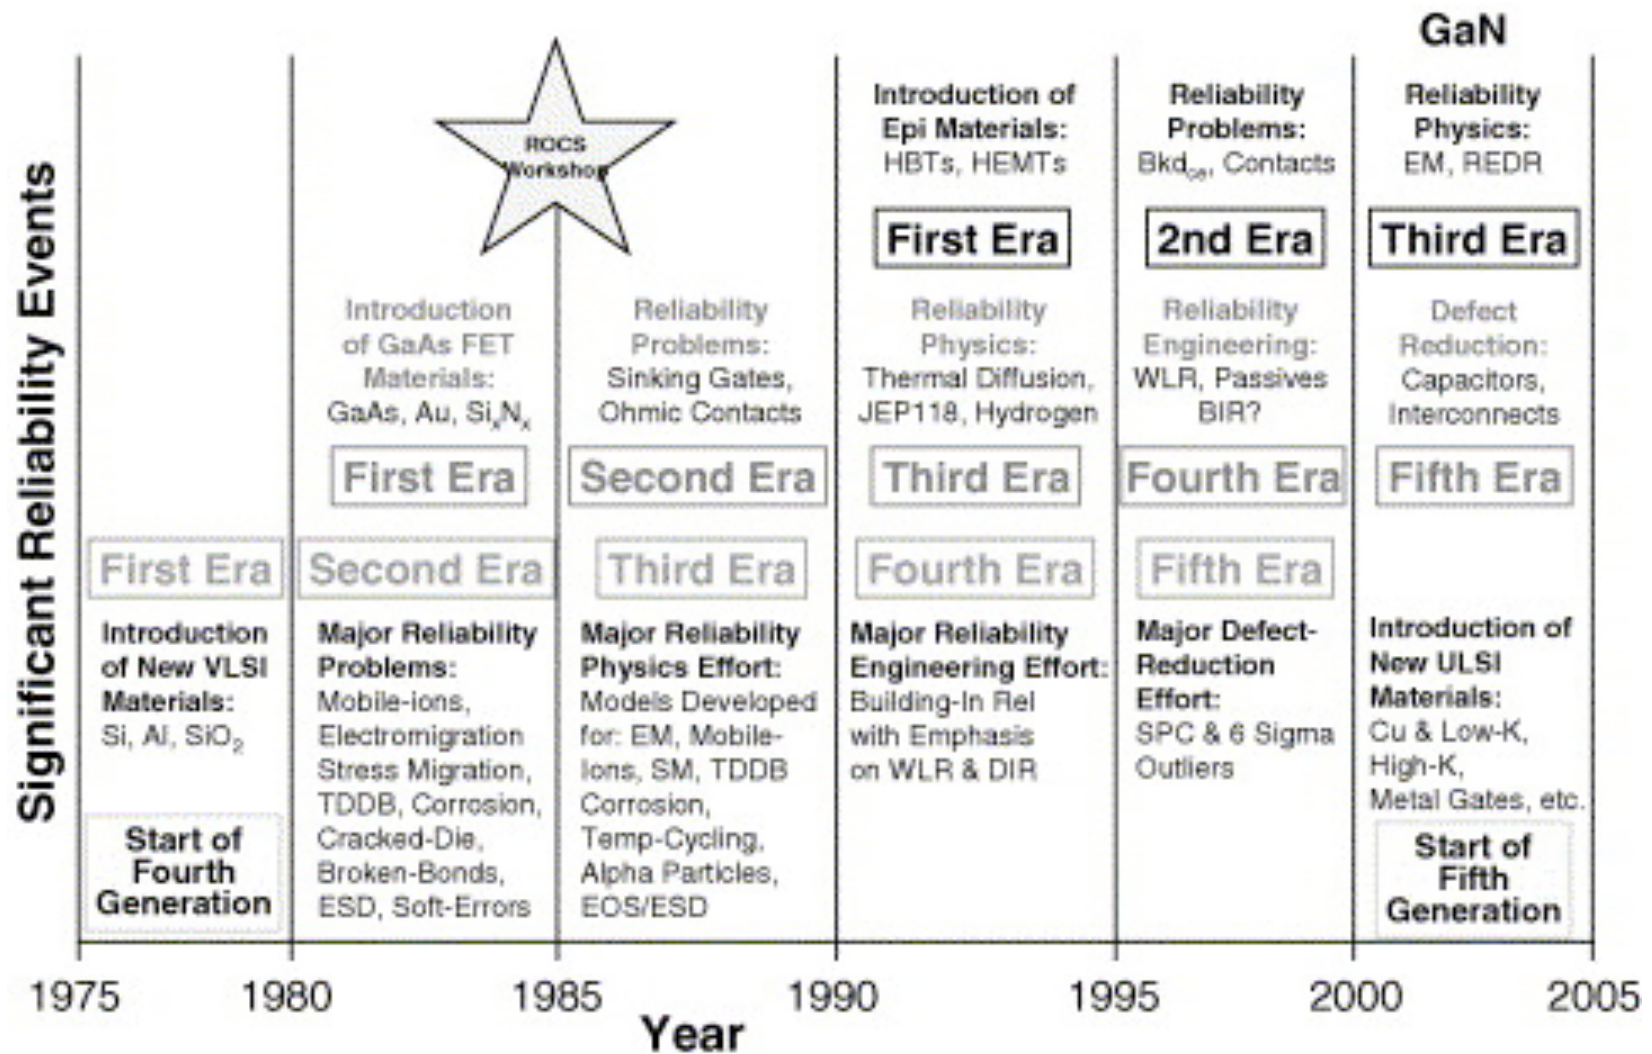 GaN
Significant Reliability Events
ROCS
Workshop
Introduction of
Epi Materials:
HBTs, HEMTs
First Era
Reliability
Problems:
Bkd_ce, Contacts
2nd Era
Reliability
Physics:
EM, REDR
Third Era
Introduction
of GaAs FET
Materials:
GaAs, Au, SiₓNₓ
First Era
Reliability
Problems:
Sinking Gates,
Ohmic Contacts
Second Era
Reliability
Physics:
Thermal Diffusion,
JEP118, Hydrogen
Third Era
Reliability
Engineering:
WLR, Passives
BIR?
Fourth Era
Defect
Reduction:
Capacitors,
Interconnects
Fifth Era
First Era
Introduction
of New VLSI
Materials:
Si, Al, SiO₂
Start of
Fourth
Generation
Second Era
Major Reliability
Problems:
Mobile-ions,
Electromigration
Stress Migration,
TDDB, Corrosion,
Cracked-Die,
Broken-Bonds,
ESD, Soft-Errors
Third Era
Major Reliability
Physics Effort:
Models Developed
for: EM, Mobile-
Ions, SM, TDDB
Corrosion,
Temp-Cycling,
Alpha Particles,
EOS/ESD
Fourth Era
Major Reliability
Engineering Effort:
Building-In Rel
with Emphasis
on WLR & DIR
Fifth Era
Major Defect-
Reduction
Effort:
SPC & 6 Sigma
Outliers
Introduction of
New ULSI
Materials:
Cu & Low-K,
High-K,
Metal Gates, etc.
Start of
Fifth
Generation
1975 1980 1985 1990 1995 2000 2005
Year